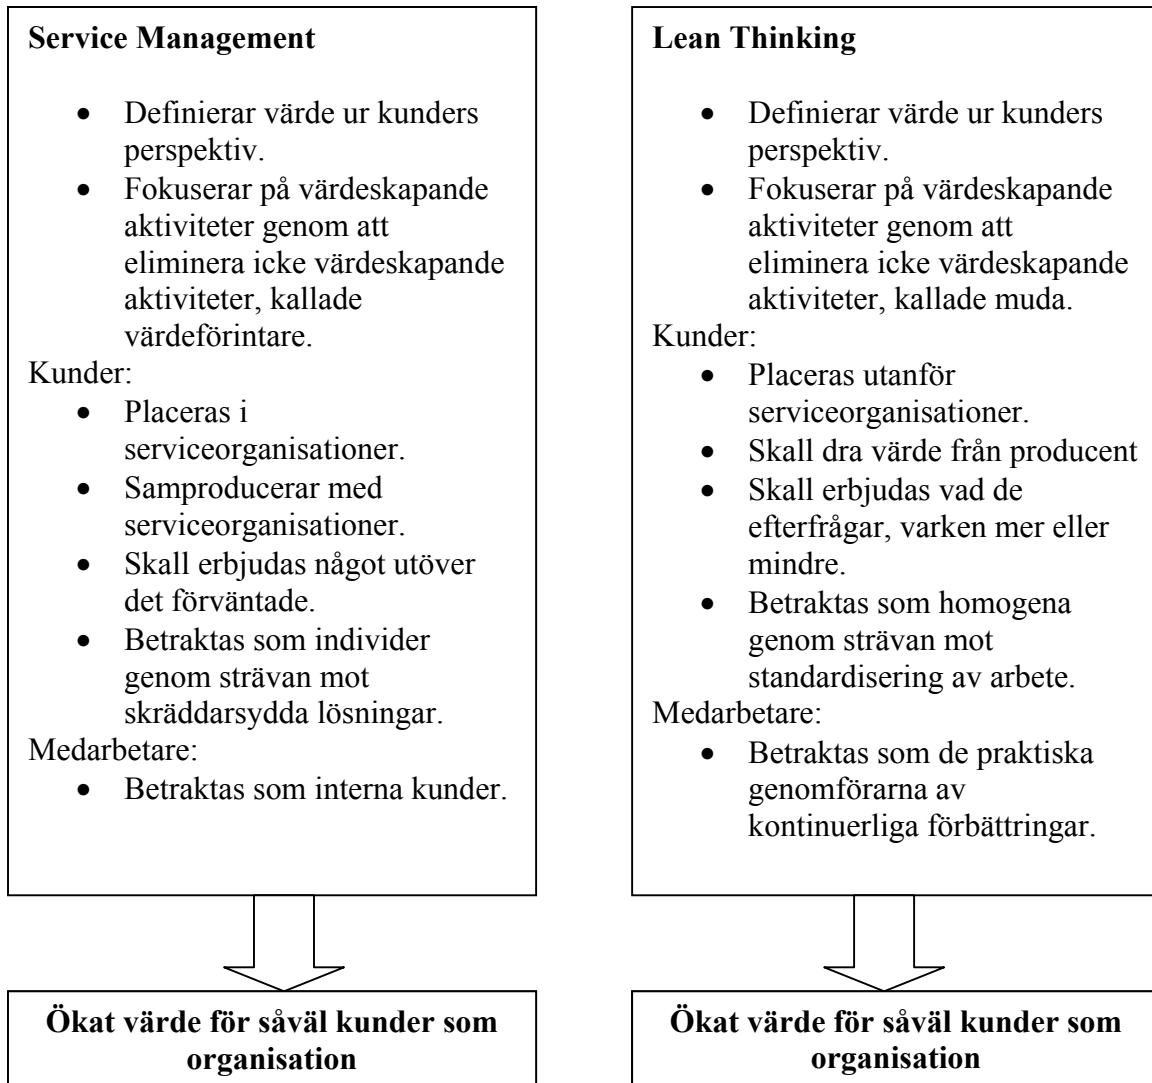 Service Management
• Definierar värde ur kunders
perspektiv.
• Fokuserar på värdeskapande
aktiviteter genom att
eliminera icke värdeskapande
aktiviteter, kallade
värdeförintare.
Kunder:
• Placeras i
serviceorganisationer.
• Samproducerar med
serviceorganisationer.
• Skall erbjudas något utöver
det förväntade.
• Betraktas som individer
genom strävan mot
skräddarsydda lösningar.
Medarbetare:
• Betraktas som interna kunder.
Ökat värde för såväl kunder som
organisation
Lean Thinking
• Definierar värde ur kunders
perspektiv.
• Fokuserar på värdeskapande
aktiviteter genom att
eliminera icke värdeskapande
aktiviteter, kallade muda.
Kunder:
• Placeras utanför
serviceorganisationer.
• Skall dra värde från producent
• Skall erbjudas vad de
efterfrågar, varken mer eller
mindre.
• Betraktas som homogena
genom strävan mot
standardisering av arbete.
Medarbetare:
• Betraktas som de praktiska
genomförarna av
kontinuerliga förbättringar.
Ökat värde för såväl kunder som
organisation